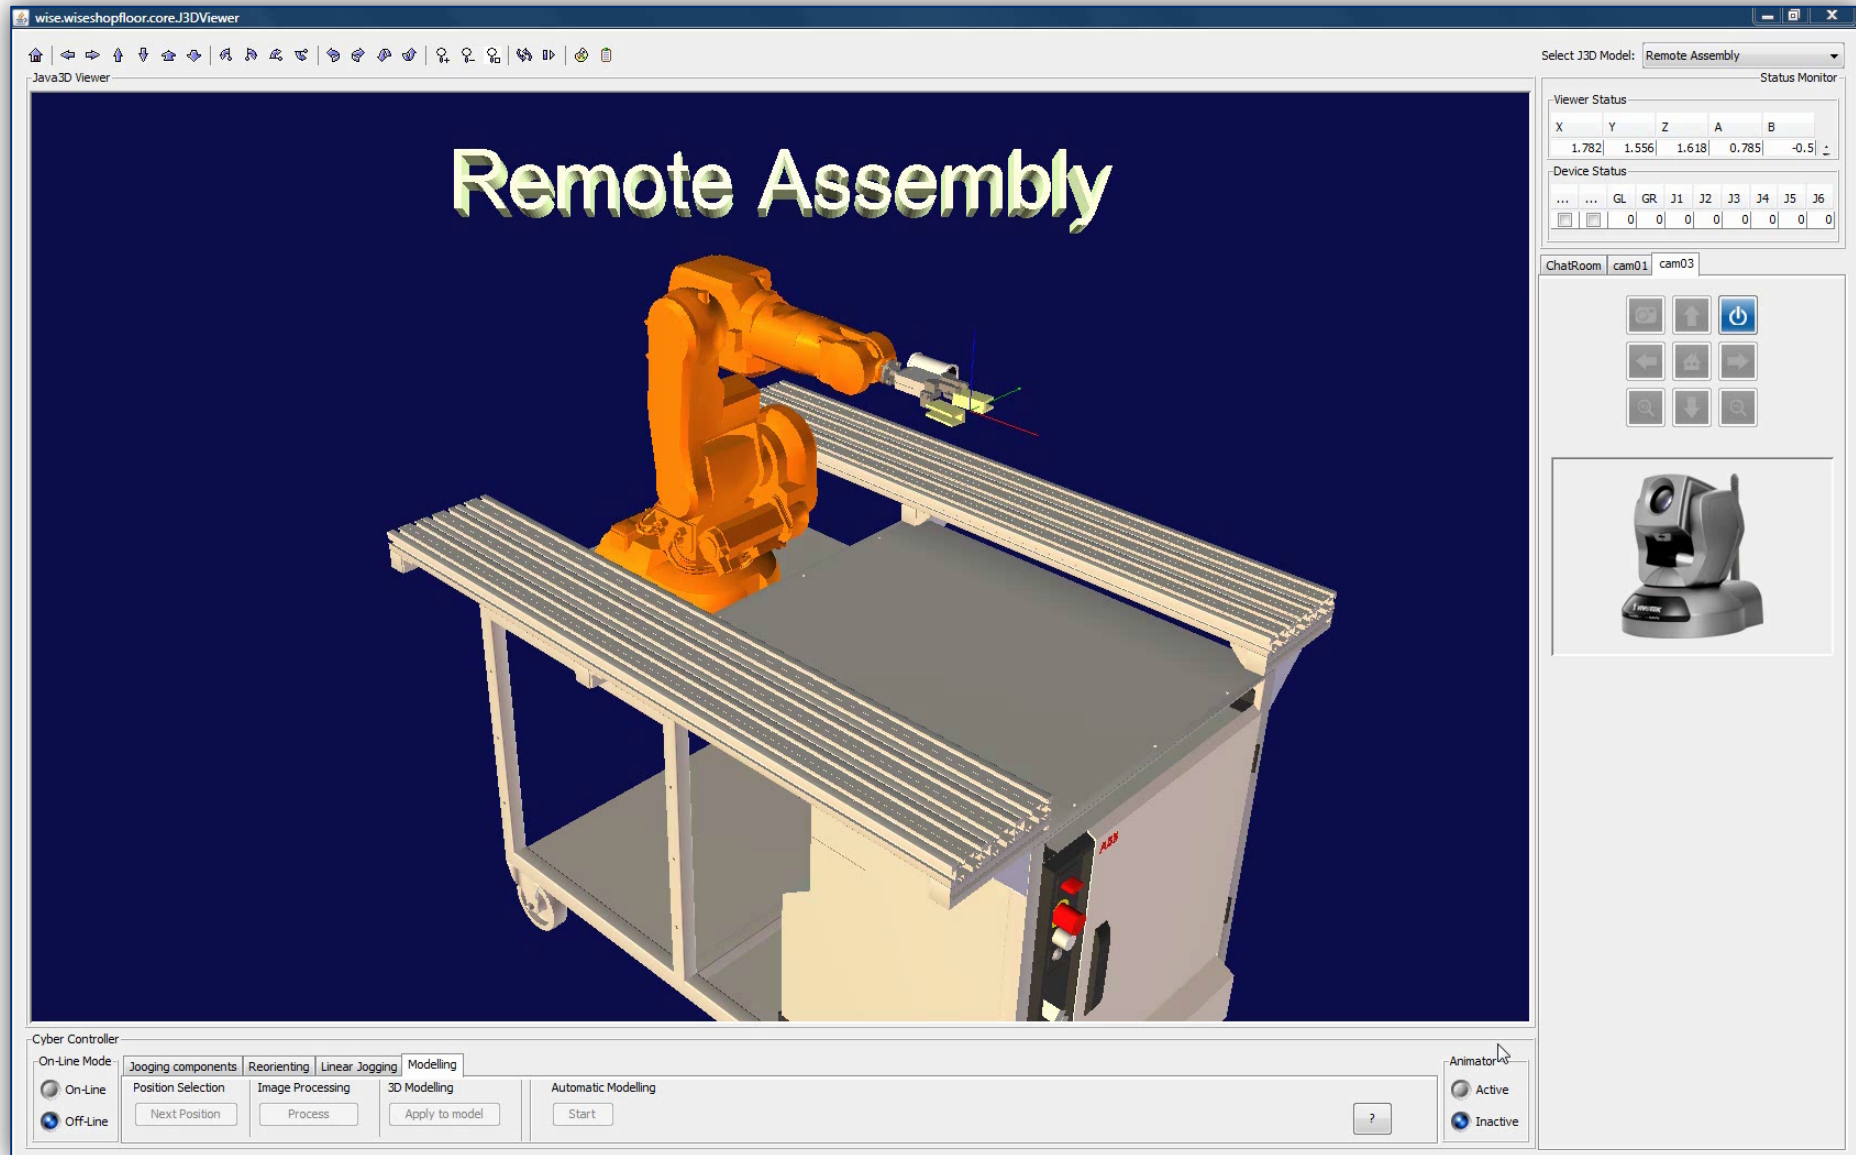 wise.wiseshopfloor.core.J3DViewer
Select J3D Model: Remote Assembly
Java3D Viewer
Status Monitor
Viewer Status
X Y Z A B
1.782 1.556 1.618 0.785 -0.5
Device Status
... ... GL GR J1 J2 J3 J4 J5 J6
0 0 0 0 0 0 0 0
ChatRoom cam01 cam03
Remote Assembly
ABB
VIVOTEK
Cyber Controller
On-Line Mode
On-Line
Off-Line
Jooging components Reorienting Linear Jogging Modelling
Position Selection Image Processing 3D Modelling Automatic Modelling
Next Position Process Apply to model Start ?
Animator
Active
Inactive